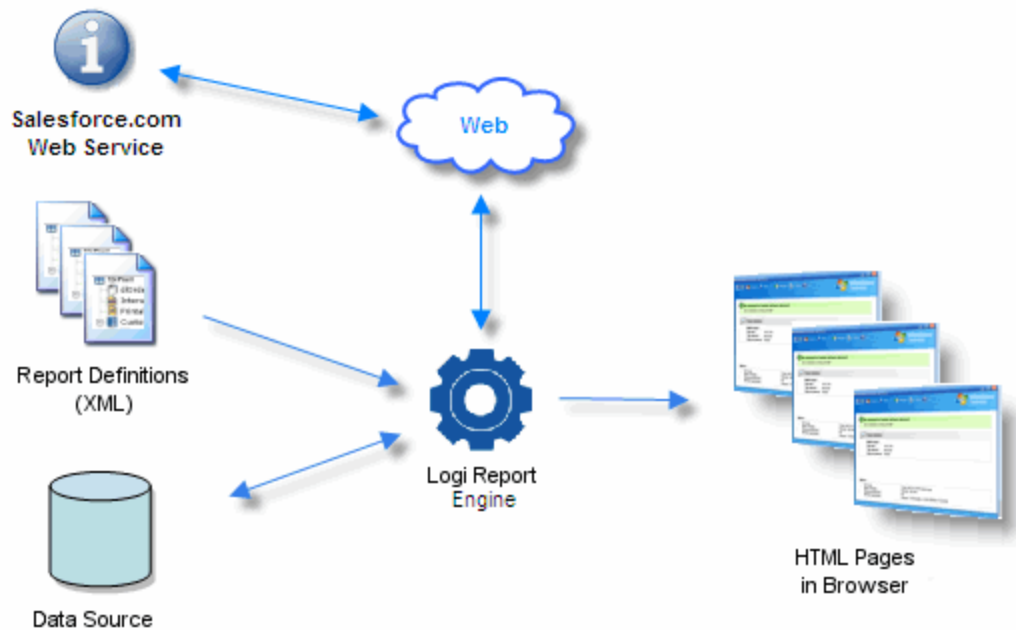 Salesforce.com
Web Service
Web
Report Definitions
(XML)
Logi Report
Engine
HTML Pages
in Browser
Data Source